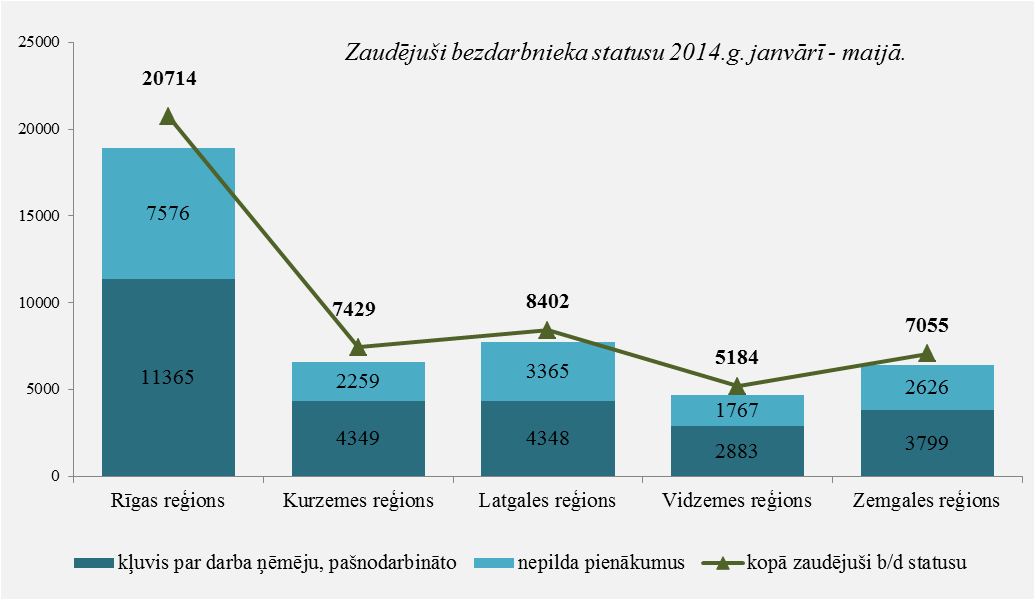 Zaudējuši bezdarbnieka statusu 2014.g. janvārī - maijā.
25000
20000
15000
10000
5000
0
20714
7429
8402
5184
7055
7576
2259
3365
1767
2626
11365
4349
4348
2883
3799
Rīgas reģions
Kurzemes reģions
Latgales reģions
Vidzemes reģions
Zemgales reģions
kļuvis par darba ņēmēju, pašnodarbināto
nepilda pienākumus
kopā zaudējuši b/d statusu